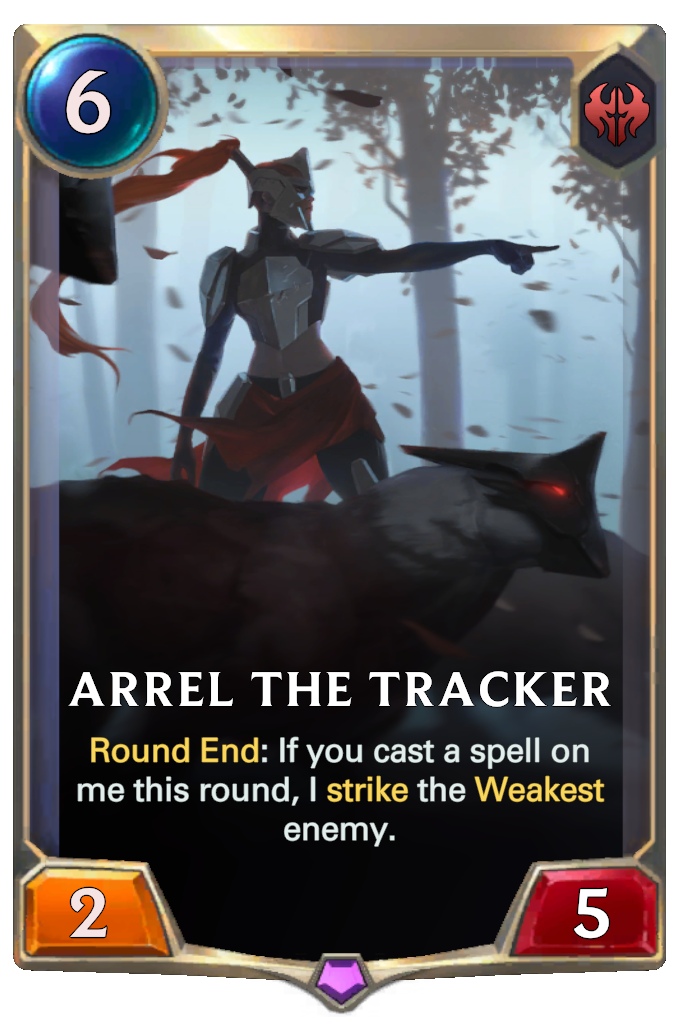 6
ARREL THE TRACKER
Round End: If you cast a spell on
me this round, I strike the Weakest
enemy.
2
5